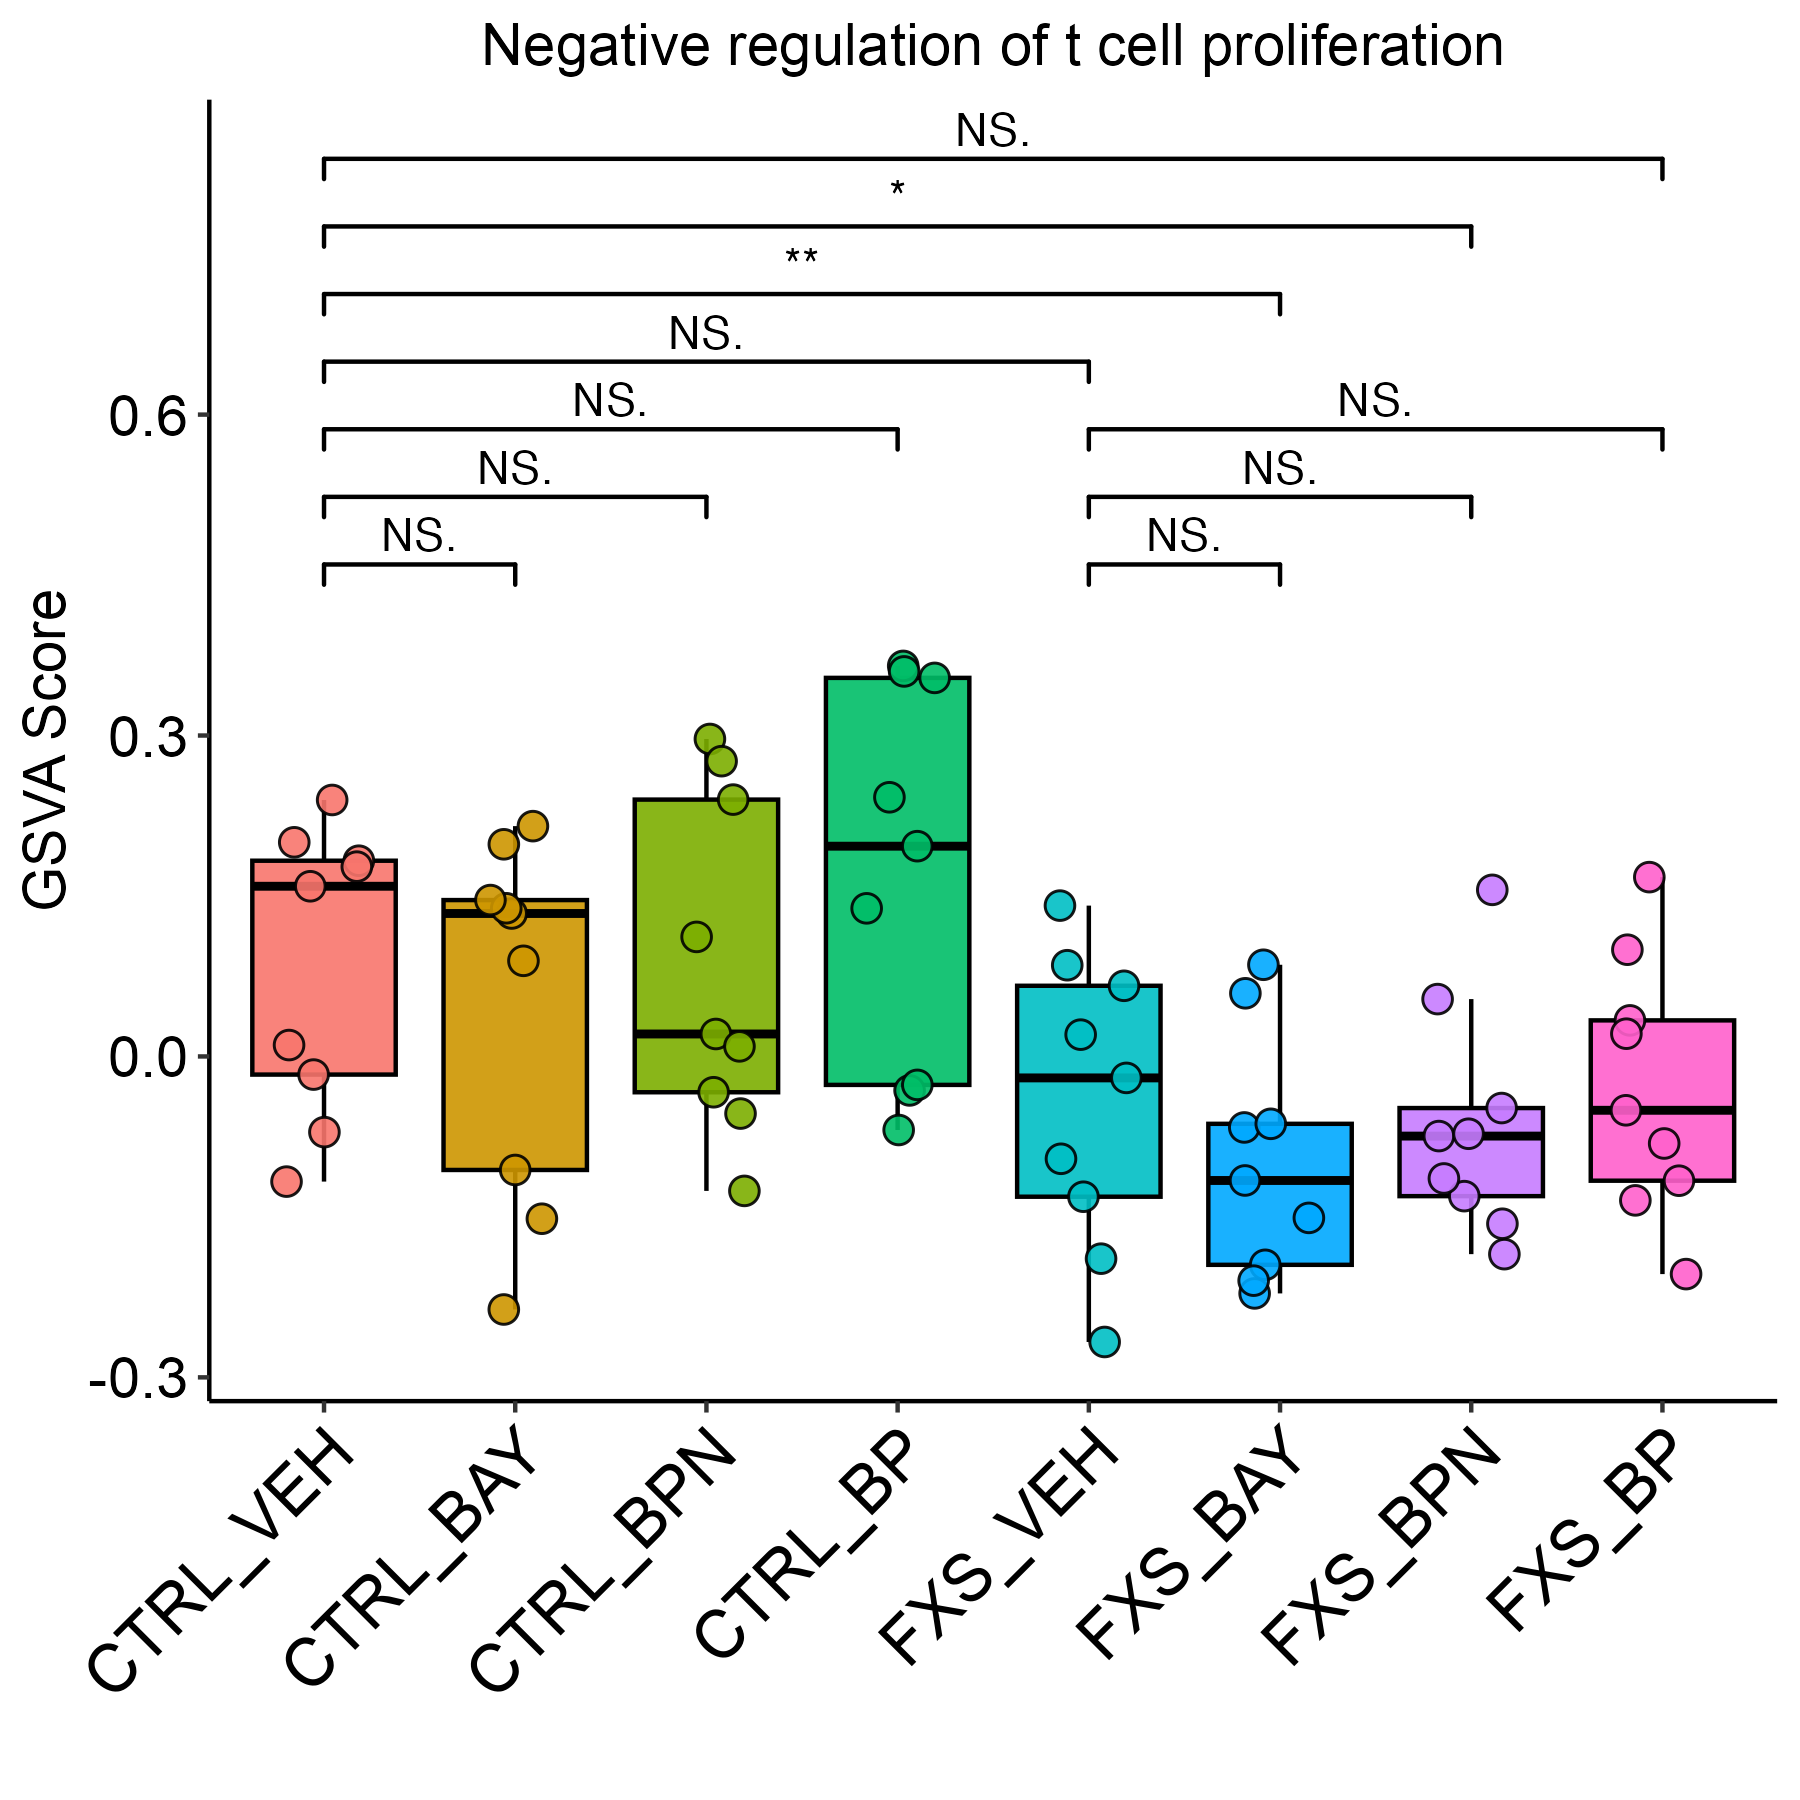 Negative regulation of t cell proliferation
NS.
*
**
NS.
NS.
NS.
NS.
NS.
NS.
NS.
GSVA Score
0.6
0.3
0.0
-0.3
CTRL_VEH
CTRL_BAY
CTRL_BPN
CTRL_BP
FXS_VEH
FXS_BAY
FXS_BPN
FXS_BP